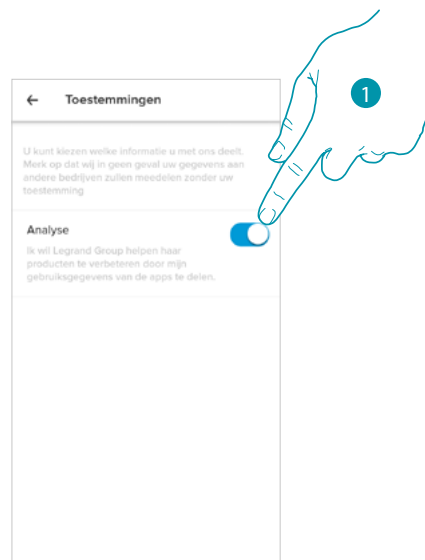 ← Toestemmingen
1
U kunt kiezen welke informatie u met ons deelt.
Merk op dat wij in geen geval uw gegevens aan
andere bedrijven zullen meedelen zonder uw
toestemming
Analyse
Ik wil Legrand Group helpen haar
producten te verbeteren door mijn
gebruiksgegevens van de apps te delen.